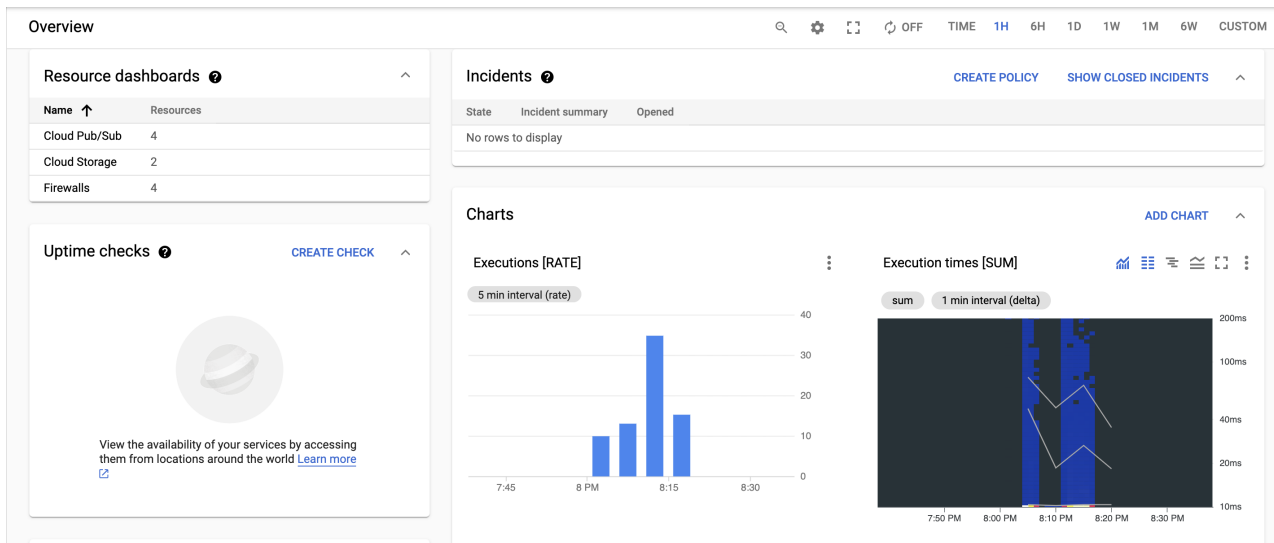 Overview
OFF TIME 1H 6H 1D 1W 1M 6W CUSTOM
Resource dashboards
Name Resources
Cloud Pub/Sub 4
Cloud Storage 2
Firewalls 4
Uptime checks CREATE CHECK
View the availability of your services by accessing
them from locations around the world Learn more
Incidents CREATE POLICY SHOW CLOSED INCIDENTS
State Incident summary Opened
No rows to display
Charts ADD CHART
Executions [RATE]
5 min interval (rate)
40
30
20
10
0
7:45 8 PM 8:15 8:30
Execution times [SUM]
sum 1 min interval (delta)
200ms
100ms
40ms
20ms
10ms
7:50 PM 8:00 PM 8:10 PM 8:20 PM 8:30 PM